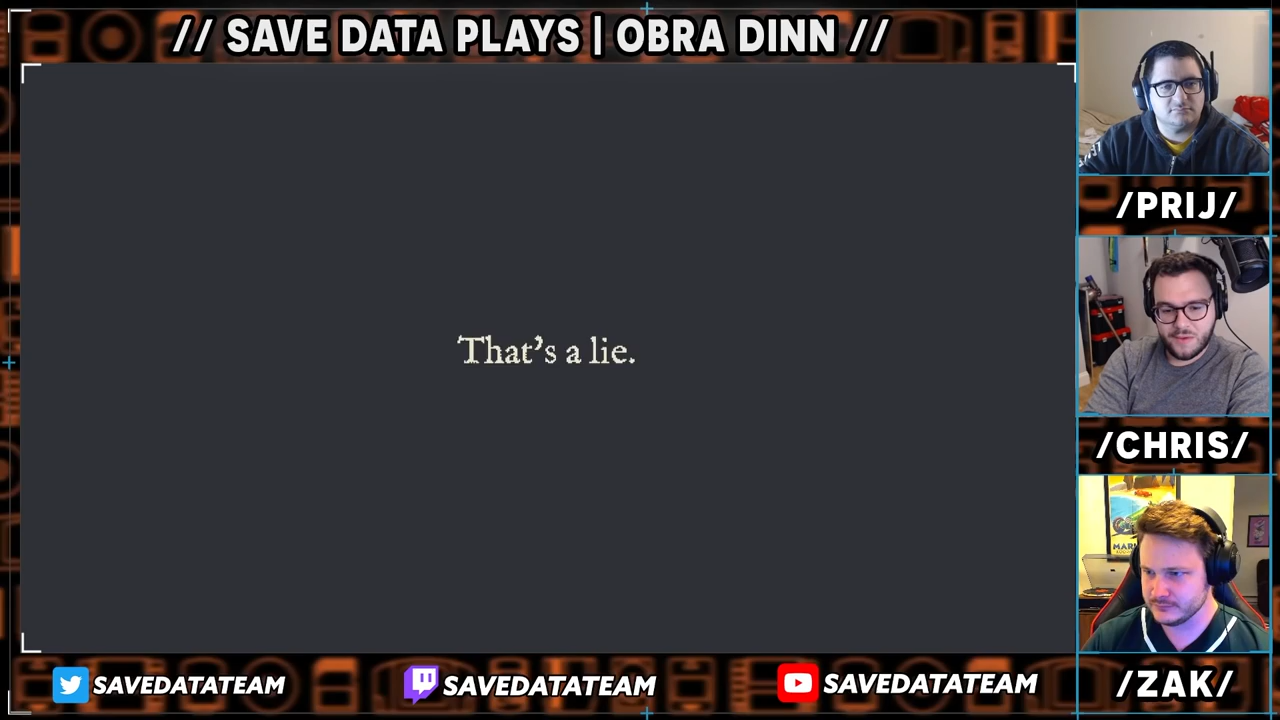 // SAVE DATA PLAYS | OBRA DINN //
That's a lie.
/PRIJ/
/CHRIS/
/ZAK/
SAVEDATATEAM
SAVEDATATEAM
SAVEDATATEAM